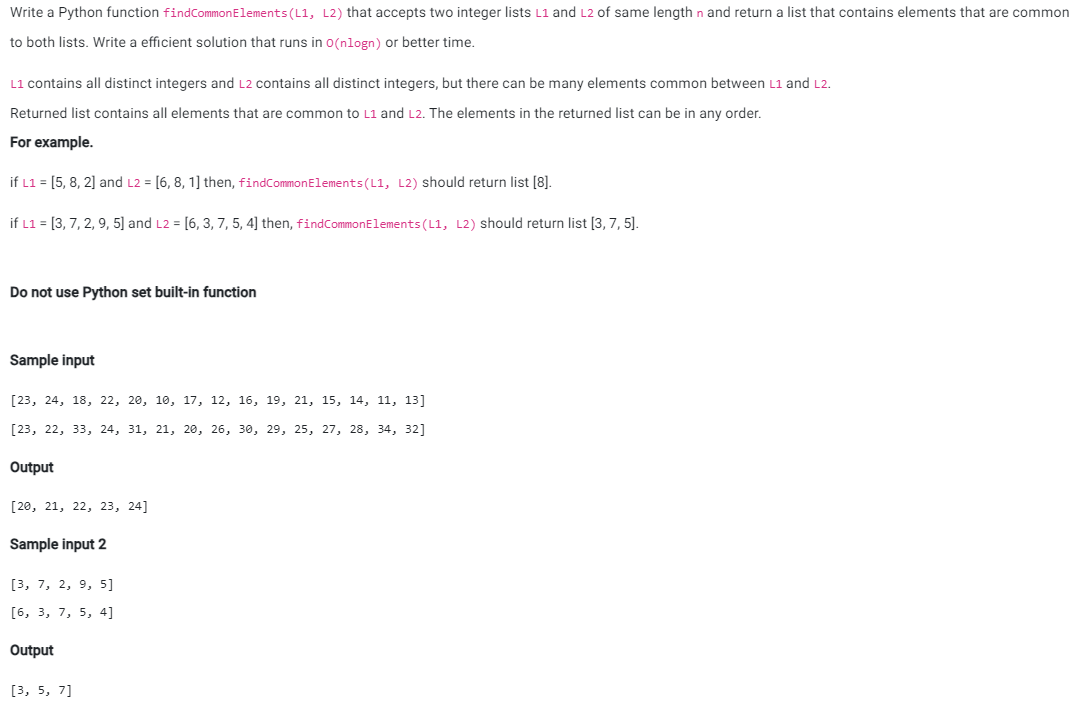 Write a Python function findCommonElements(L1, L2) that accepts two integer lists L1 and L2 of same length n and return a list that contains elements that are common
to both lists. Write a efficient solution that runs in O(nlogn) or better time.
L1 contains all distinct integers and L2 contains all distinct integers, but there can be many elements common between L1 and L2.
Returned list contains all elements that are common to L1 and L2. The elements in the returned list can be in any order.
For example.
if L1 = [5, 8, 2] and L2 = [6, 8, 1] then, findCommonElements(L1, L2) should return list [8].
if L1 = [3, 7, 2, 9, 5] and L2 = [6, 3, 7, 5, 4] then, findCommonElements(L1, L2) should return list [3, 7, 5].
Do not use Python set built-in function
Sample input
[23, 24, 18, 22, 20, 10, 17, 12, 16, 19, 21, 15, 14, 11, 13]
[23, 22, 33, 24, 31, 21, 20, 26, 30, 29, 25, 27, 28, 34, 32]
Output
[20, 21, 22, 23, 24]
Sample input 2
[3, 7, 2, 9, 5]
[6, 3, 7, 5, 4]
Output
[3, 5, 7]